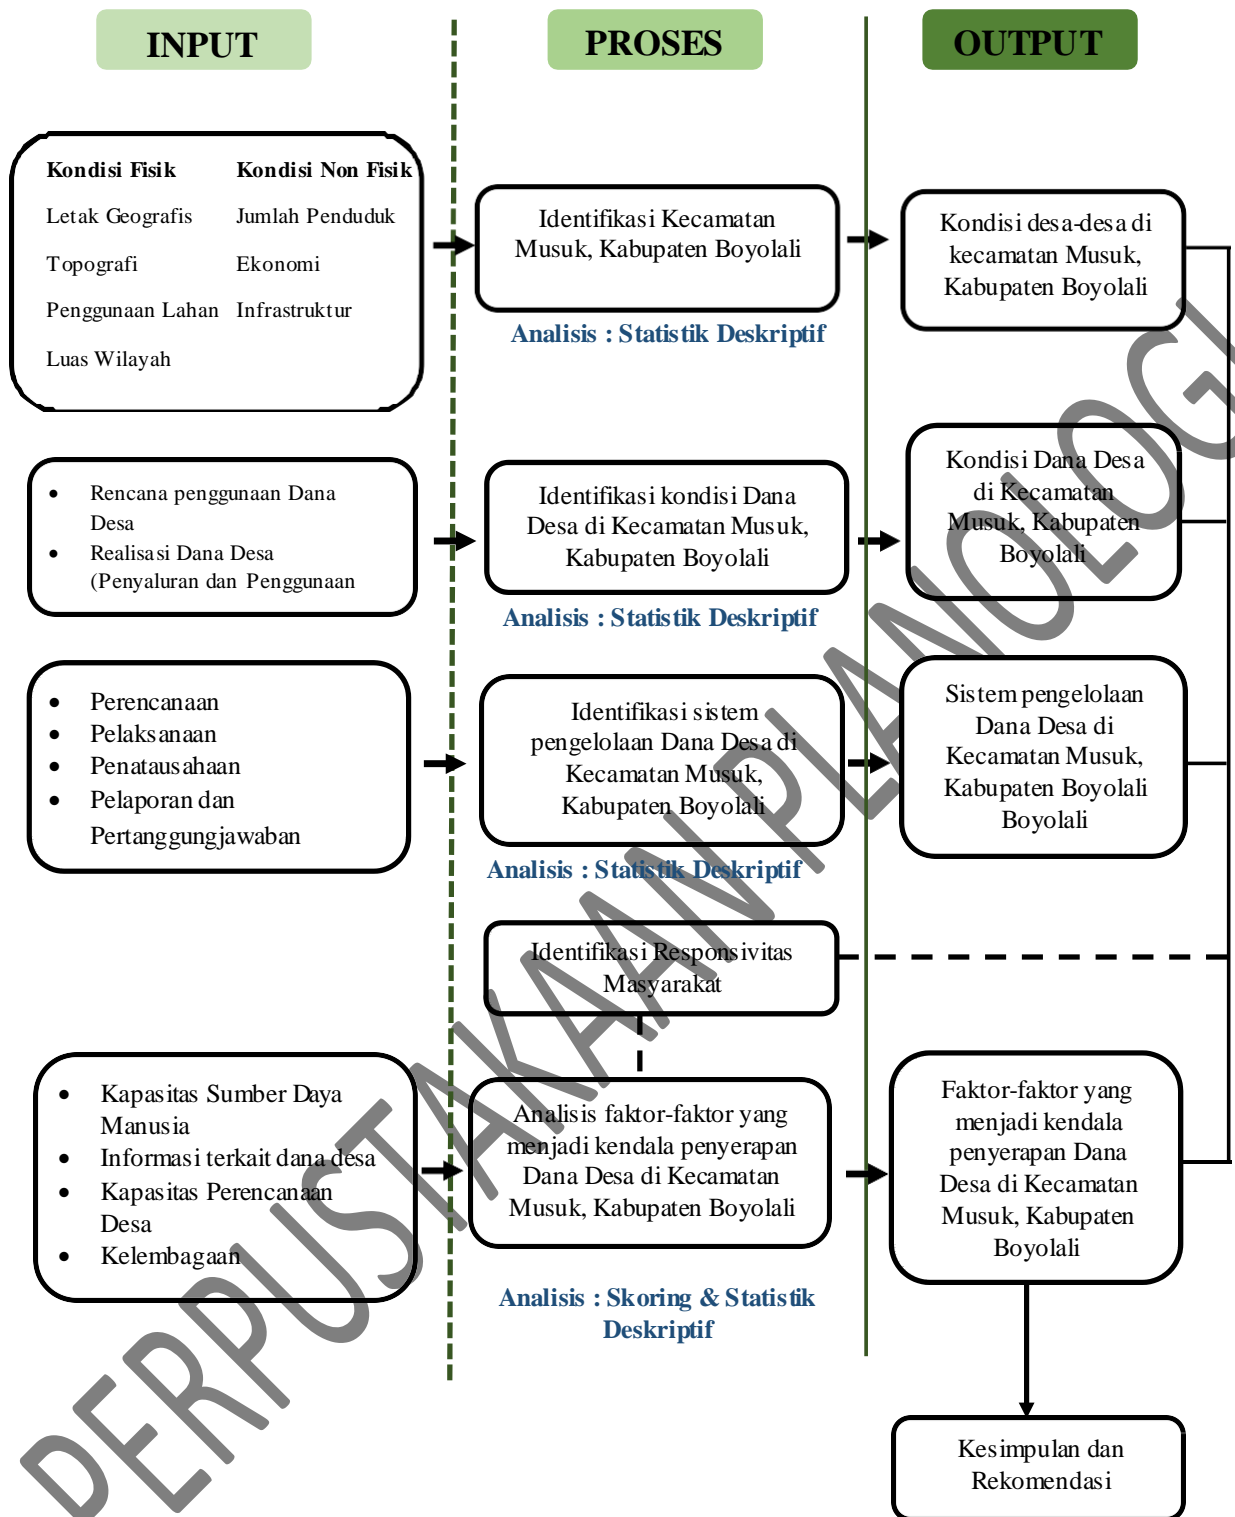 INPUT
PROSES
OUTPUT
Kondisi Fisik
Kondisi Non Fisik
Letak Geografis
Jumlah Penduduk
Topografi
Ekonomi
Penggunaan Lahan
Infrastruktur
Luas Wilayah
Identifikasi Kecamatan
Musuk, Kabupaten Boyolali
Analisis : Statistik Deskriptif
Kondisi desa-desa di
kecamatan Musuk,
Kabupaten Boyolali
• Rencana penggunaan Dana
Desa
• Realisasi Dana Desa
(Penyaluran dan Penggunaan
Identifikasi kondisi Dana
Desa di Kecamatan Musuk,
Kabupaten Boyolali
Analisis : Statistik Deskriptif
Kondisi Dana Desa
di Kecamatan
Musuk, Kabupaten
Boyolali
• Perencanaan
• Pelaksanaan
• Penatausahaan
• Pelaporan dan
Pertanggungjawaban
Identifikasi sistem
pengelolaan Dana Desa di
Kecamatan Musuk,
Kabupaten Boyolali
Analisis : Statistik Deskriptif
Sistem pengelolaan
Dana Desa di
Kecamatan Musuk,
Kabupaten Boyolali
Boyolali
Identifikasi Responsivitas
Masyarakat
• Kapasitas Sumber Daya
Manusia
• Informasi terkait dana desa
• Kapasitas Perencanaan
Desa
• Kelembagaan
Analisis faktor-faktor yang
menjadi kendala penyerapan
Dana Desa di Kecamatan
Musuk, Kabupaten Boyolali
Analisis : Skoring & Statistik
Deskriptif
Faktor-faktor yang
menjadi kendala
penyerapan Dana
Desa di Kecamatan
Musuk, Kabupaten
Boyolali
Kesimpulan dan
Rekomendasi
PERPUSTAKAAN PLANOLOGI